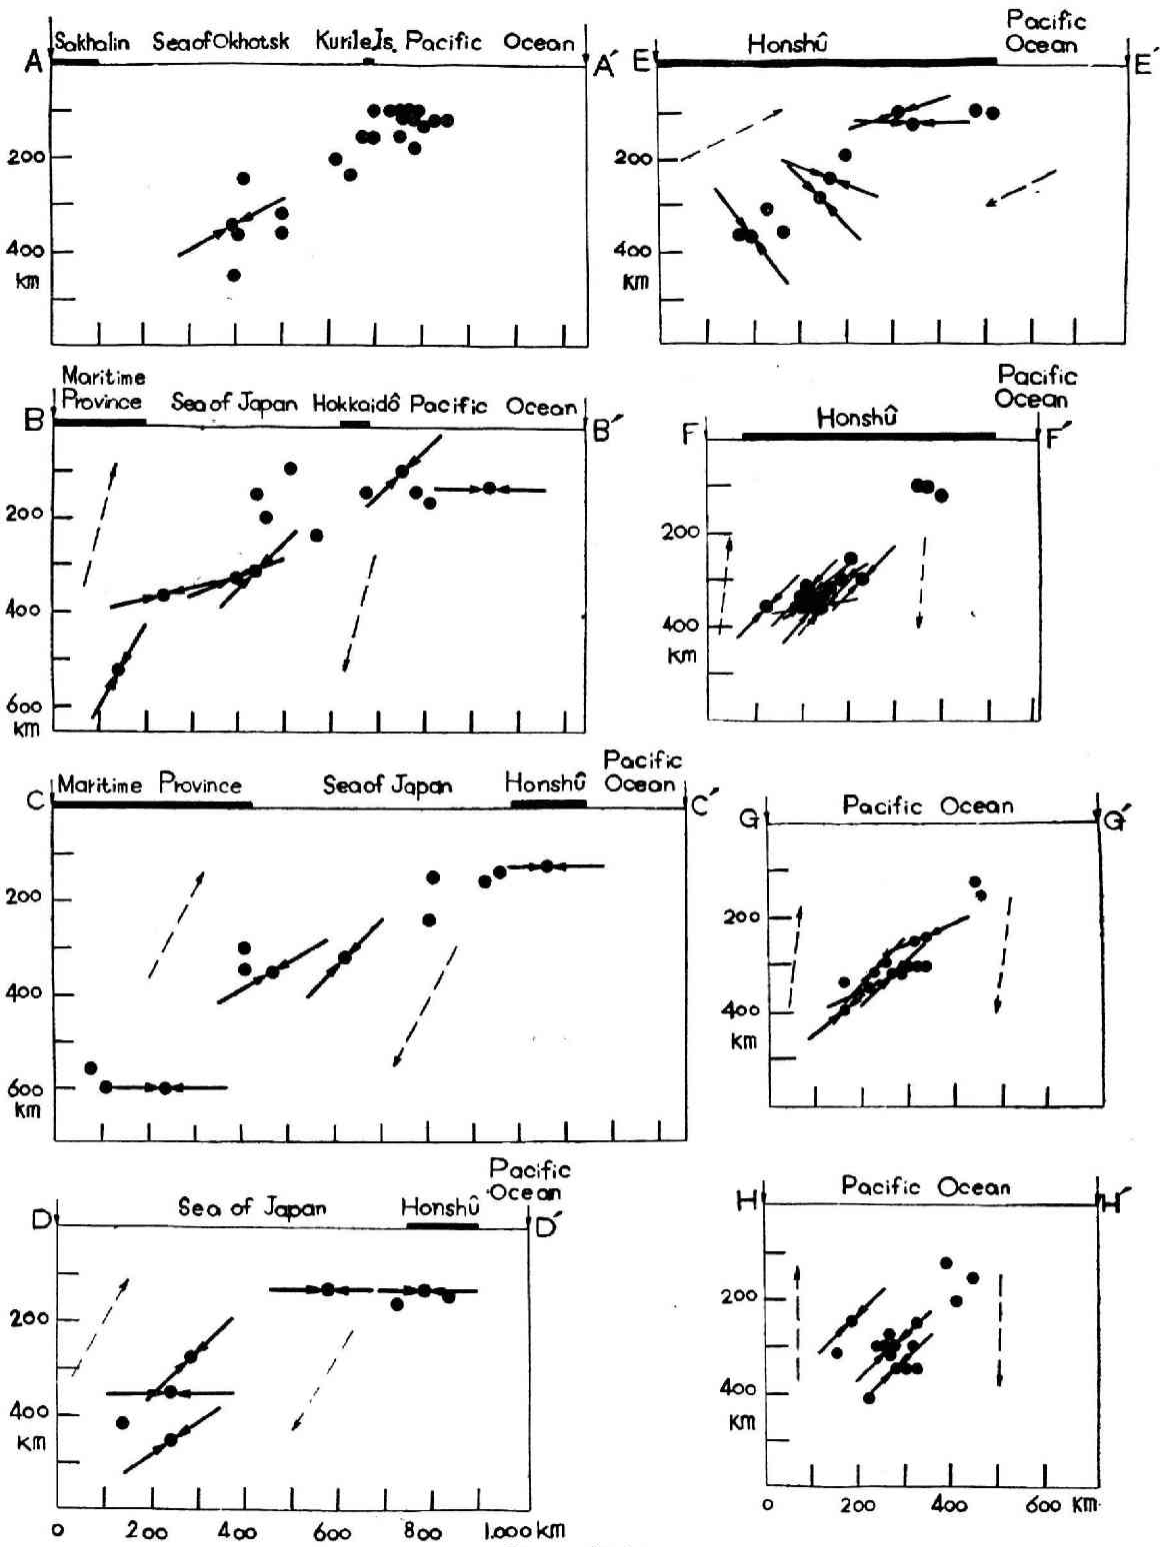 Sakhalin Sea of Okhotsk Kurile Is. Pacific Ocean
A A′
200
400
km
Maritime
Province Sea of Japan Hokkaidô Pacific Ocean
B B′
200
400
600
km
Pacific
Maritime Province Sea of Japan Honshû Ocean
C C′
200
400
600
km
Pacific
Ocean
Sea of Japan Honshû
D D′
200
400
km
0 200 400 600 800 1.000 km
Pacific
Honshû Ocean
E E′
200
400
km
Pacific
Ocean
Honshû
F F′
200
400
km
Pacific Ocean
G G′
200
400
km
Pacific Ocean
H H′
200
400
km
0 200 400 600 km.